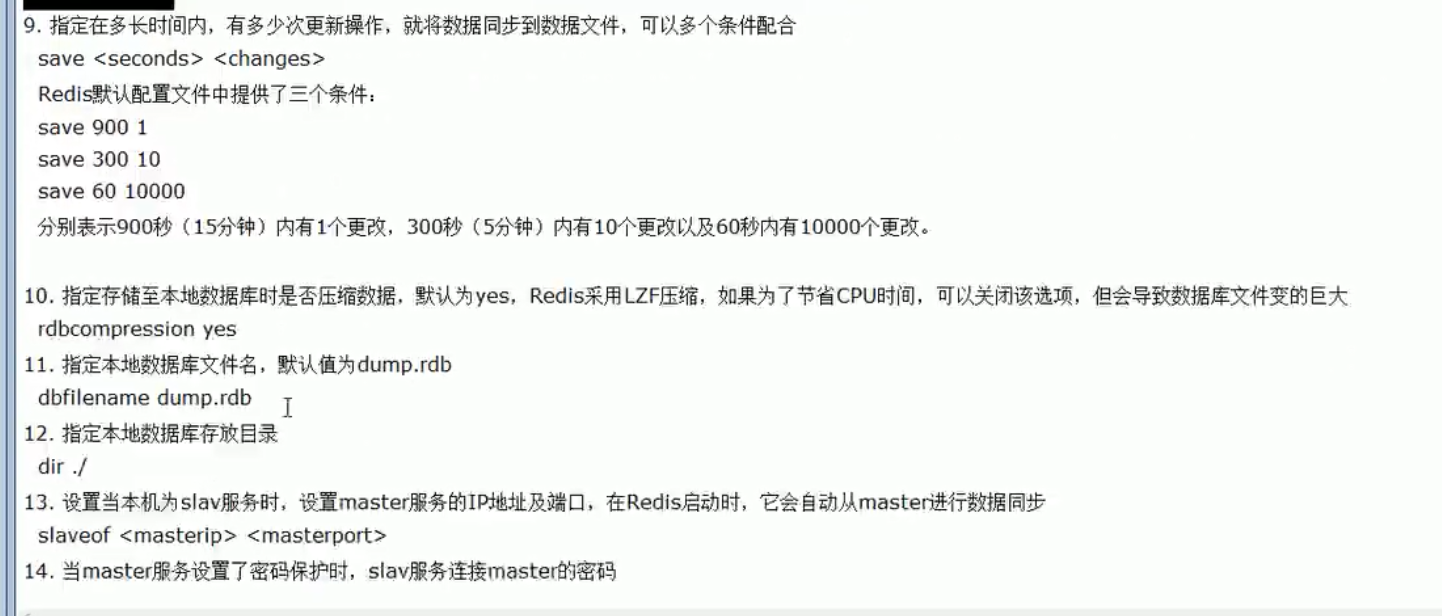 9. 指定在多长时间内，有多少次更新操作，就将数据同步到数据文件，可以多个条件配合
save <seconds> <changes>
Redis默认配置文件中提供了三个条件：
save 900 1
save 300 10
save 60 10000
分别表示900秒（15分钟）内有1个更改，300秒（5分钟）内有10个更改以及60秒内有10000个更改。
10. 指定存储至本地数据库时是否压缩数据，默认为yes，Redis采用LZF压缩，如果为了节省CPU时间，可以关闭该选项，但会导致数据库文件变的巨大
rdbcompression yes
11. 指定本地数据库文件名，默认值为dump.rdb
dbfilename dump.rdb
12. 指定本地数据库存放目录
dir ./
13. 设置当本机为slav服务时，设置master服务的IP地址及端口，在Redis启动时，它会自动从master进行数据同步
slaveof <masterip> <masterport>
14. 当master服务设置了密码保护时，slav服务连接master的密码